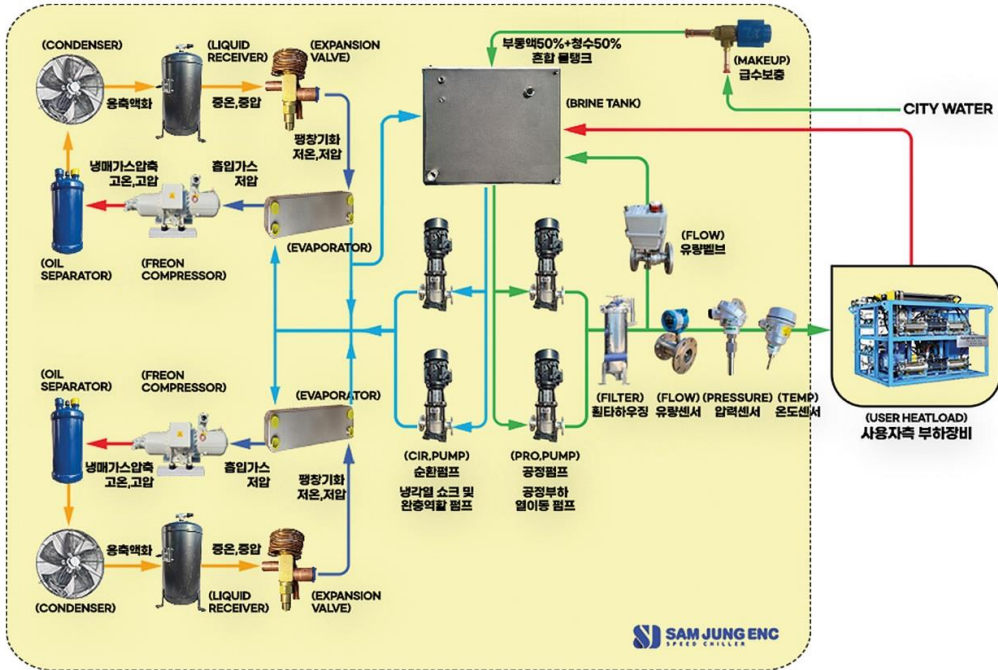 (CONDENSER)
(LIQUID
RECEIVER)
(EXPANSION
VALVE)
응축액화
중온,중압
팽창기화
저온,저압
냉매가스압축
고온,고압
흡입가스
저압
(OIL
SEPARATOR)
(FREON
COMPRESSOR)
(EVAPORATOR)
부동액50%+청수50%
혼합 물탱크
(BRINE TANK)
(MAKEUP)
급수보충
CITY WATER
(FLOW)
유량벨브
(OIL
SEPARATOR)
(FREON
COMPRESSOR)
(EVAPORATOR)
냉매가스압축
고온,고압
흡입가스
저압
팽창기화
저온,저압
응축액화
중온,중압
(CONDENSER)
(LIQUID
RECEIVER)
(EXPANSION
VALVE)
(CIR,PUMP)
순환펌프
냉각열 쇼크 및
완충역활 펌프
(PRO,PUMP)
공정펌프
공정부하
열이동 펌프
(FILTER)
휠타하우징
(FLOW)
유량센서
(PRESSURE)
압력센서
(TEMP)
온도센서
(USER HEATLOAD)
사용자측 부하장비
SAM JUNG ENC
SPEED CHILLER